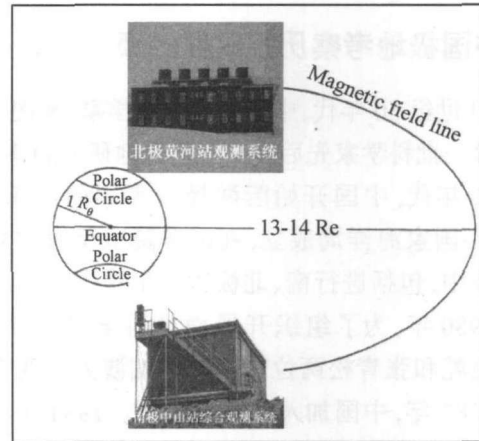 Magnetic field line
北极黄河站观测系统
Polar
Circle
1 Rθ
Equator
13-14 Re
Polar
Circle
南极中山站综合观测系统